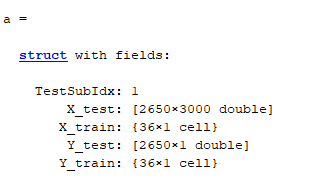 a =
struct with fields:
TestSubIdx: 1
X_test: [2650×3000 double]
X_train: {36×1 cell}
Y_test: [2650×1 double]
Y_train: {36×1 cell}